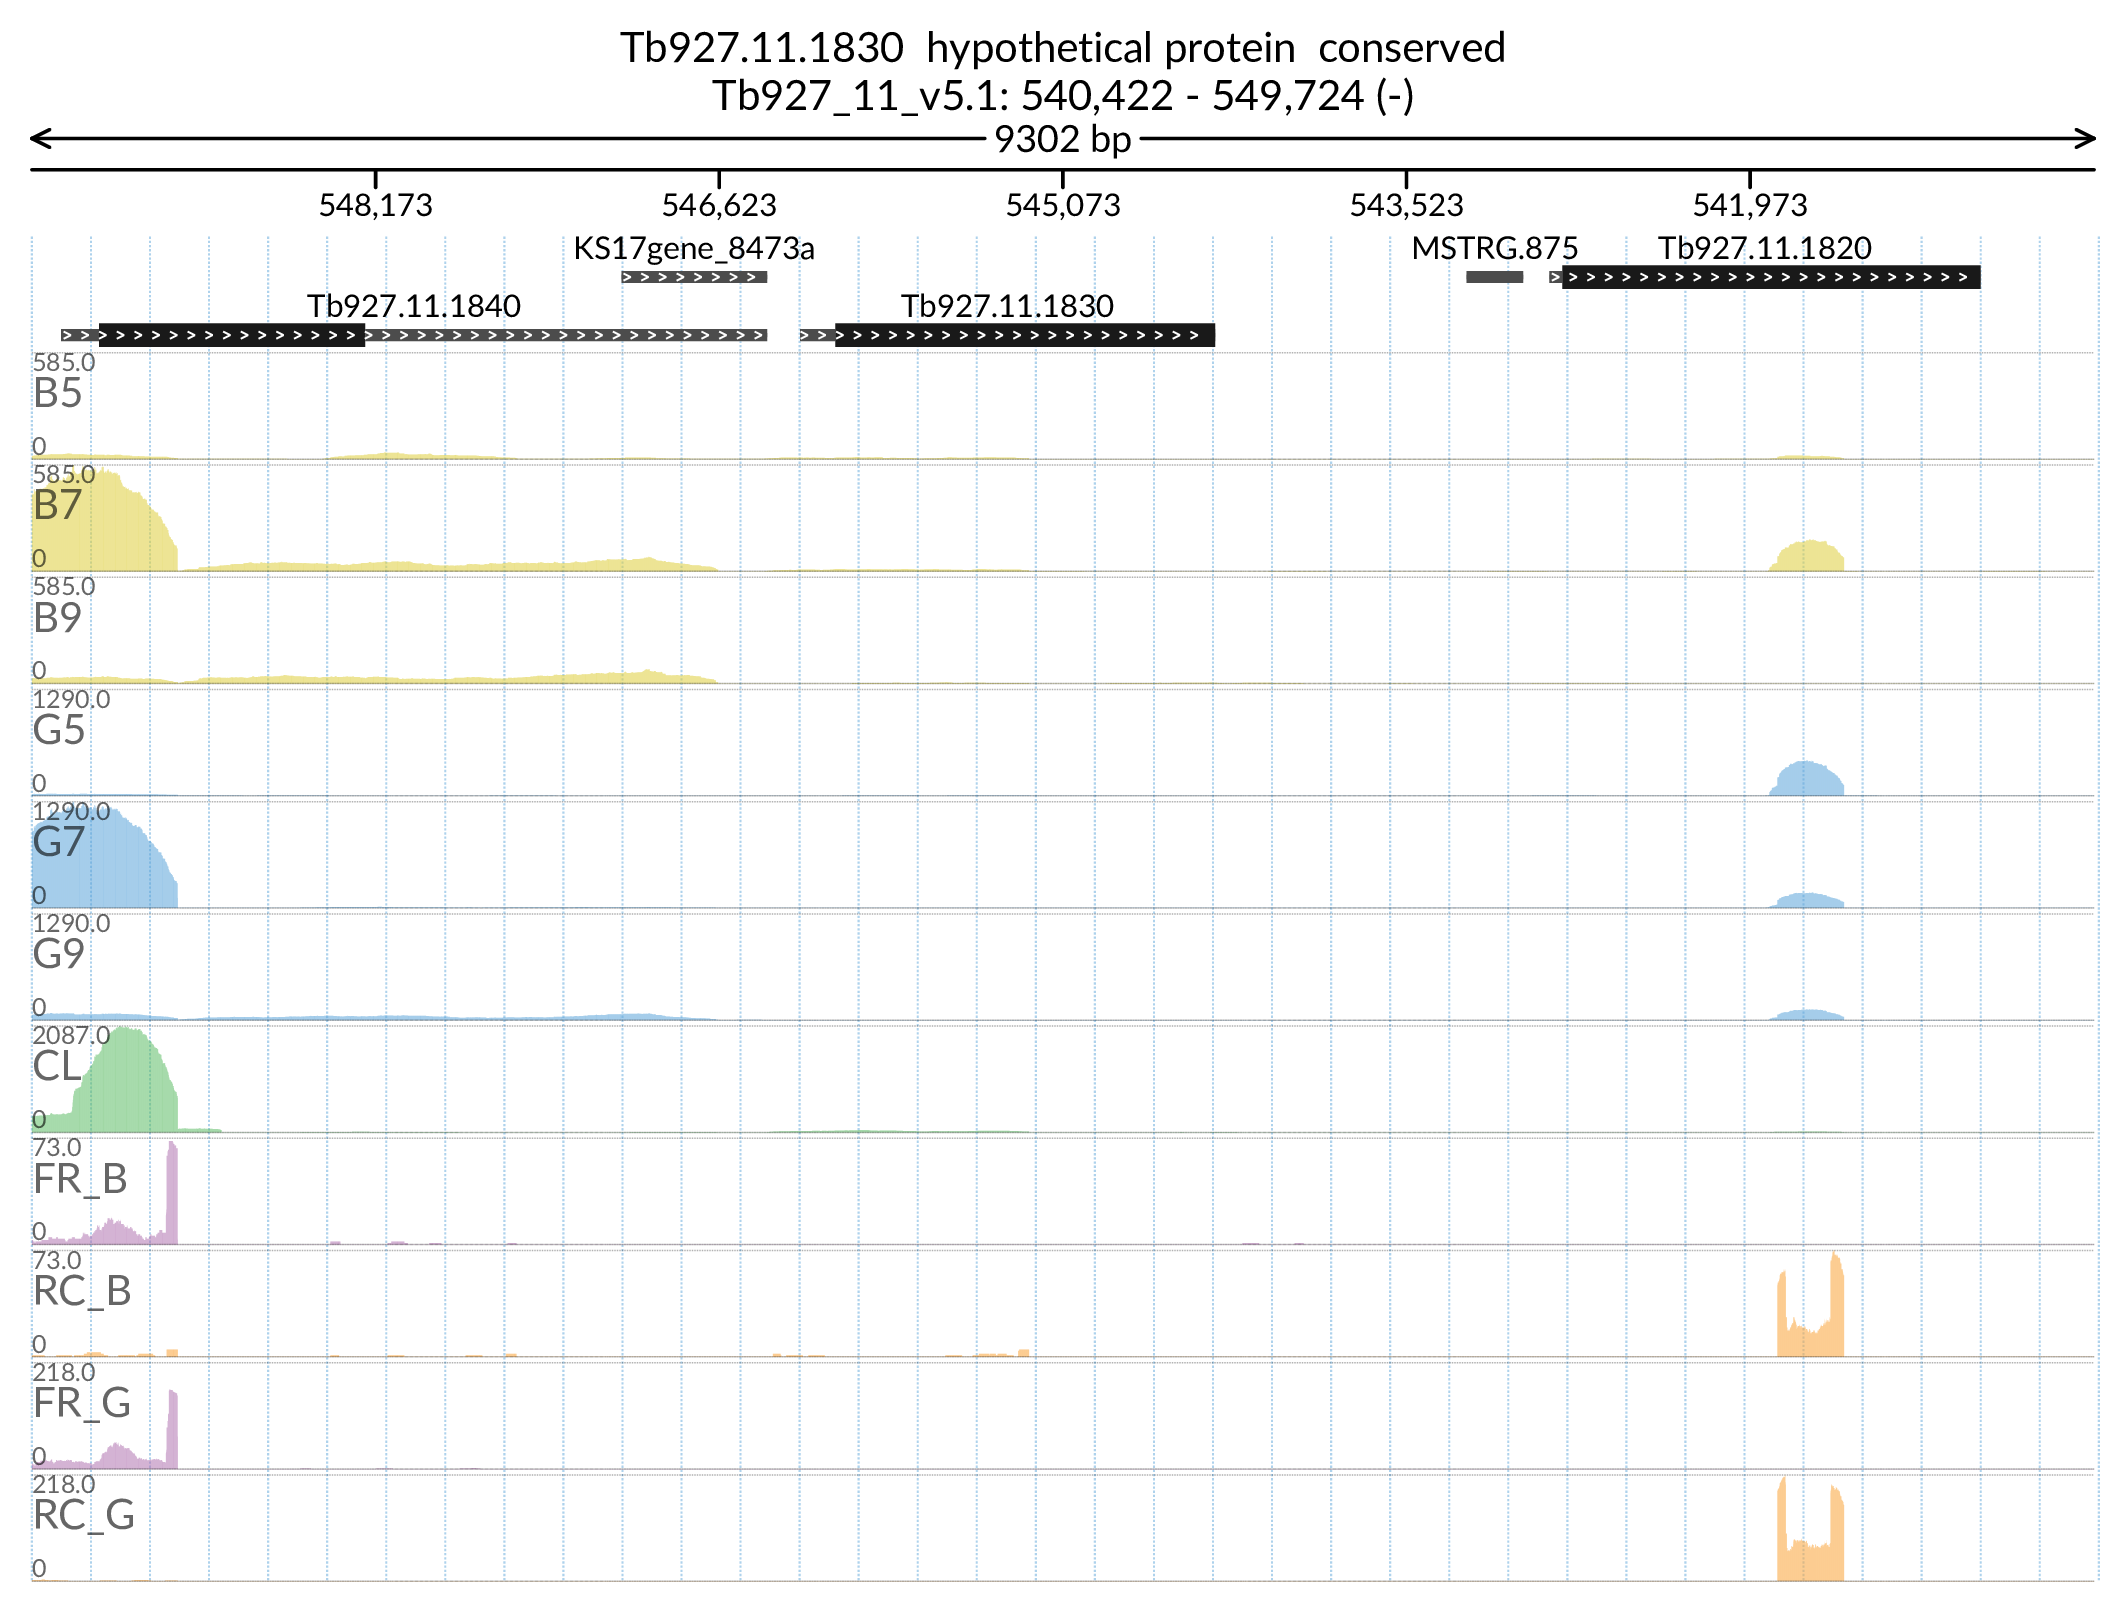 Tb927.11.1830 hypothetical protein conserved
Tb927_11_v5.1: 540,422 - 549,724 (-)
9302 bp
548,173 546,623 545,073 543,523 541,973
KS17gene_8473a MSTRG.875 Tb927.11.1820
Tb927.11.1840 Tb927.11.1830
585.0
B5
0
585.0
B7
0
585.0
B9
0
1290.0
G5
0
1290.0
G7
0
1290.0
G9
0
2087.0
CL
0
73.0
FR_B
0
73.0
RC_B
0
218.0
FR_G
0
218.0
RC_G
0